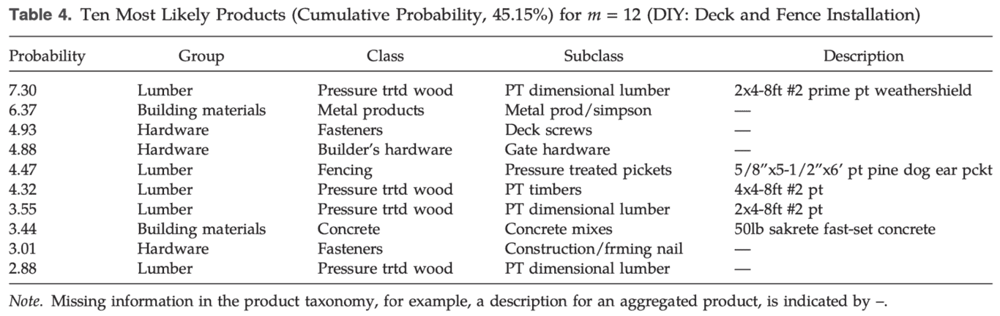 Table 4. Ten Most Likely Products (Cumulative Probability, 45.15%) for m = 12 (DIY: Deck and Fence Installation)
Probability Group Class Subclass Description
7.30 Lumber Pressure trtd wood PT dimensional lumber 2x4-8ft #2 prime pt weathershield
6.37 Building materials Metal products Metal prod/simpson —
4.93 Hardware Fasteners Deck screws —
4.88 Hardware Builder's hardware Gate hardware —
4.47 Lumber Fencing Pressure treated pickets 5/8″x5-1/2″x6′ pt pine dog ear pckt
4.32 Lumber Pressure trtd wood PT timbers 4x4-8ft #2 pt
3.55 Lumber Pressure trtd wood PT dimensional lumber 2x4-8ft #2 pt
3.44 Building materials Concrete Concrete mixes 50lb sakrete fast-set concrete
3.01 Hardware Fasteners Construction/frming nail —
2.88 Lumber Pressure trtd wood PT dimensional lumber —
Note. Missing information in the product taxonomy, for example, a description for an aggregated product, is indicated by –.